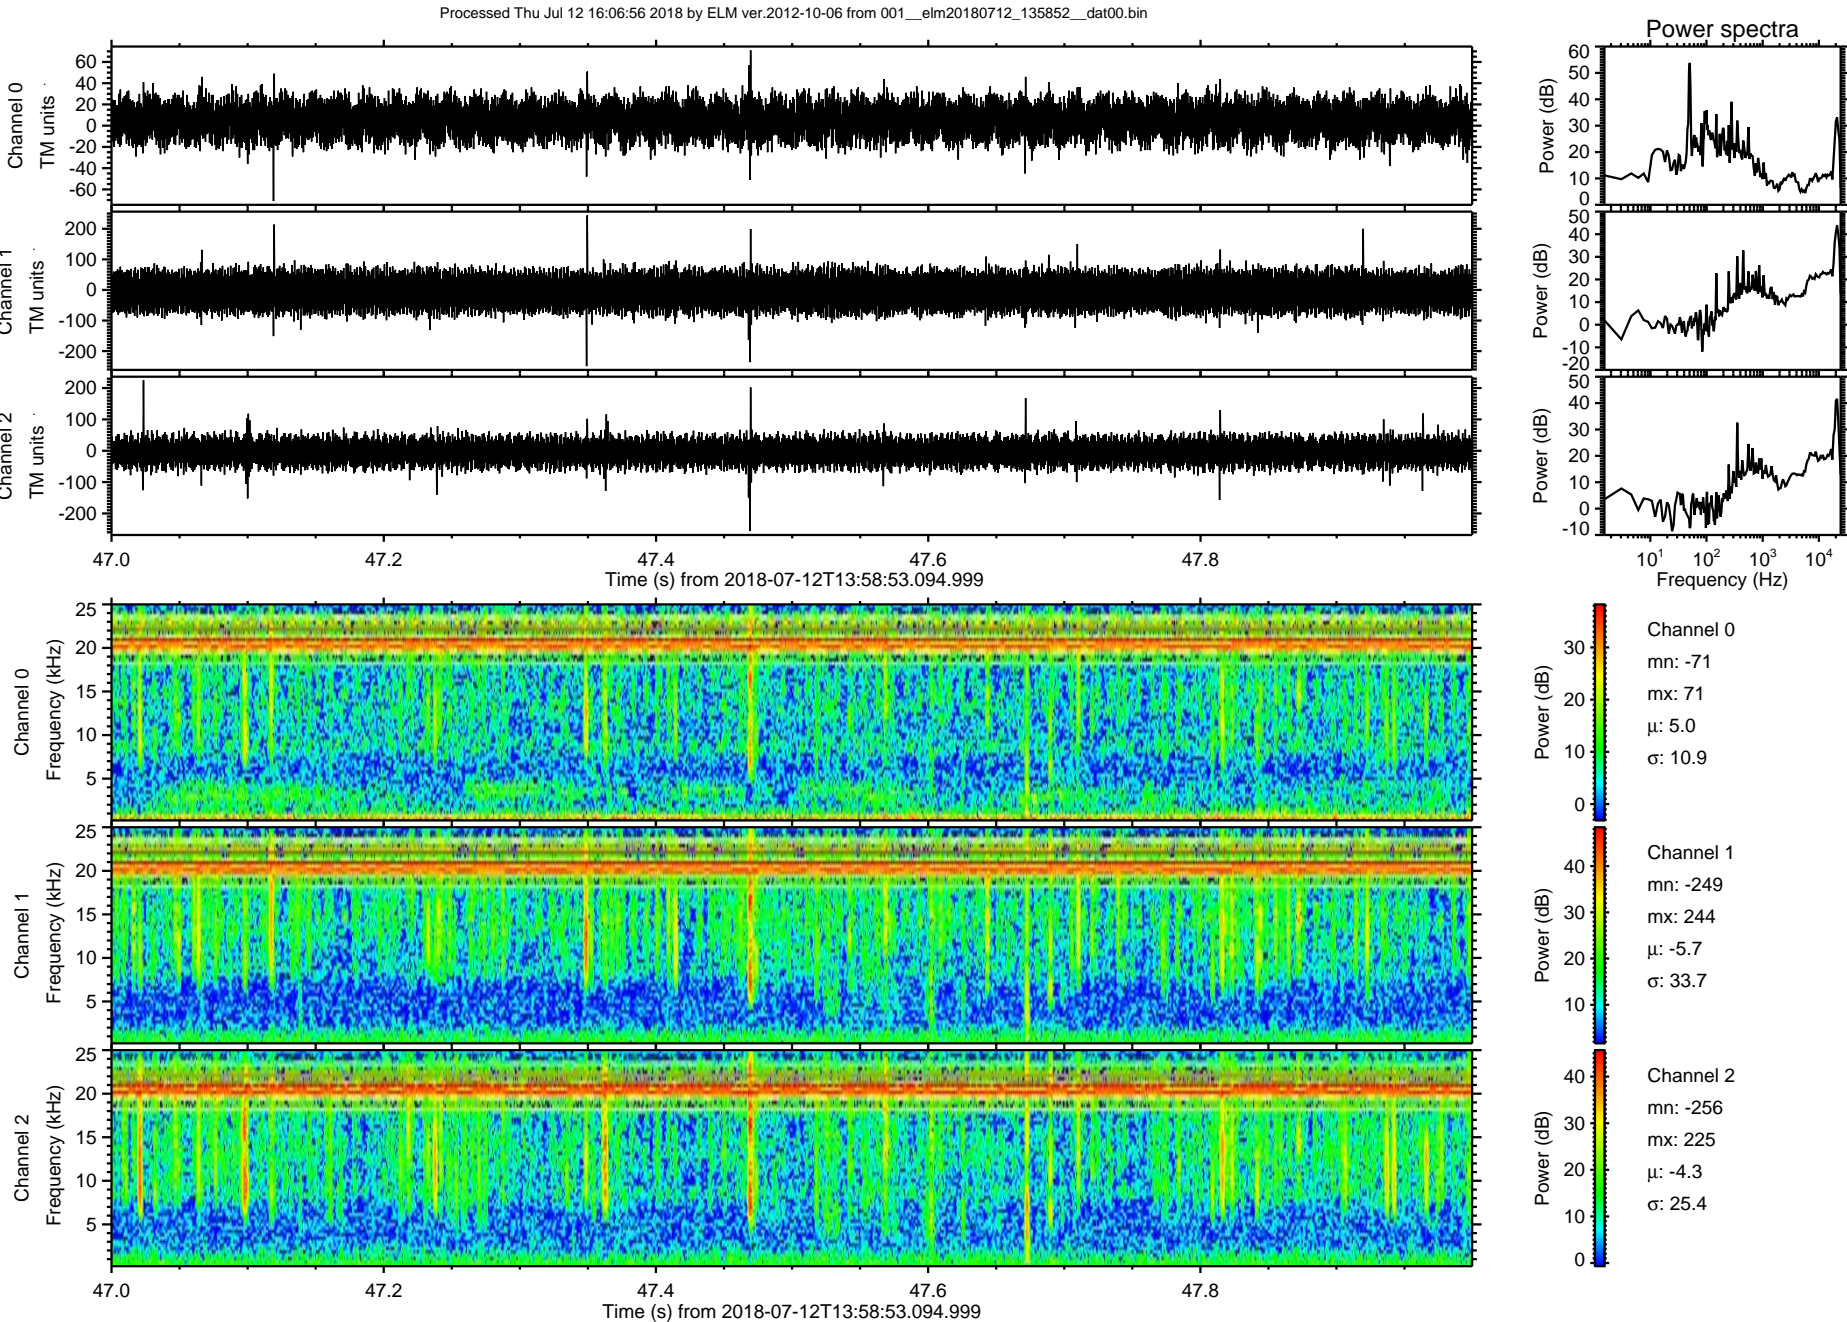 Processed Thu Jul 12 16:06:56 2018 by ELM ver.2012-10-06 from 001__elm20180712_135852__dat00.bin
Power spectra
Channel 0
TM units
60
40
20
0
-20
-40
-60
Power (dB)
60
50
40
30
20
10
0
Channel 1
TM units
200
100
0
-100
-200
Power (dB)
50
40
30
20
10
0
-10
-20
Channel 2
TM units
200
100
0
-100
-200
Power (dB)
50
40
30
20
10
0
-10
47.0 47.2 47.4 47.6 47.8
Time (s) from 2018-07-12T13:58:53.094.999
10¹ 10² 10³ 10⁴
Frequency (Hz)
Channel 0
Frequency (kHz)
25
20
15
10
5
Power (dB)
30
20
10
0
Channel 0
mn: -71
mx: 71
μ: 5.0
σ: 10.9
Channel 1
Frequency (kHz)
25
20
15
10
5
Power (dB)
40
30
20
10
Channel 1
mn: -249
mx: 244
μ: -5.7
σ: 33.7
Channel 2
Frequency (kHz)
25
20
15
10
5
Power (dB)
40
30
20
10
0
Channel 2
mn: -256
mx: 225
μ: -4.3
σ: 25.4
47.0 47.2 47.4 47.6 47.8
Time (s) from 2018-07-12T13:58:53.094.999